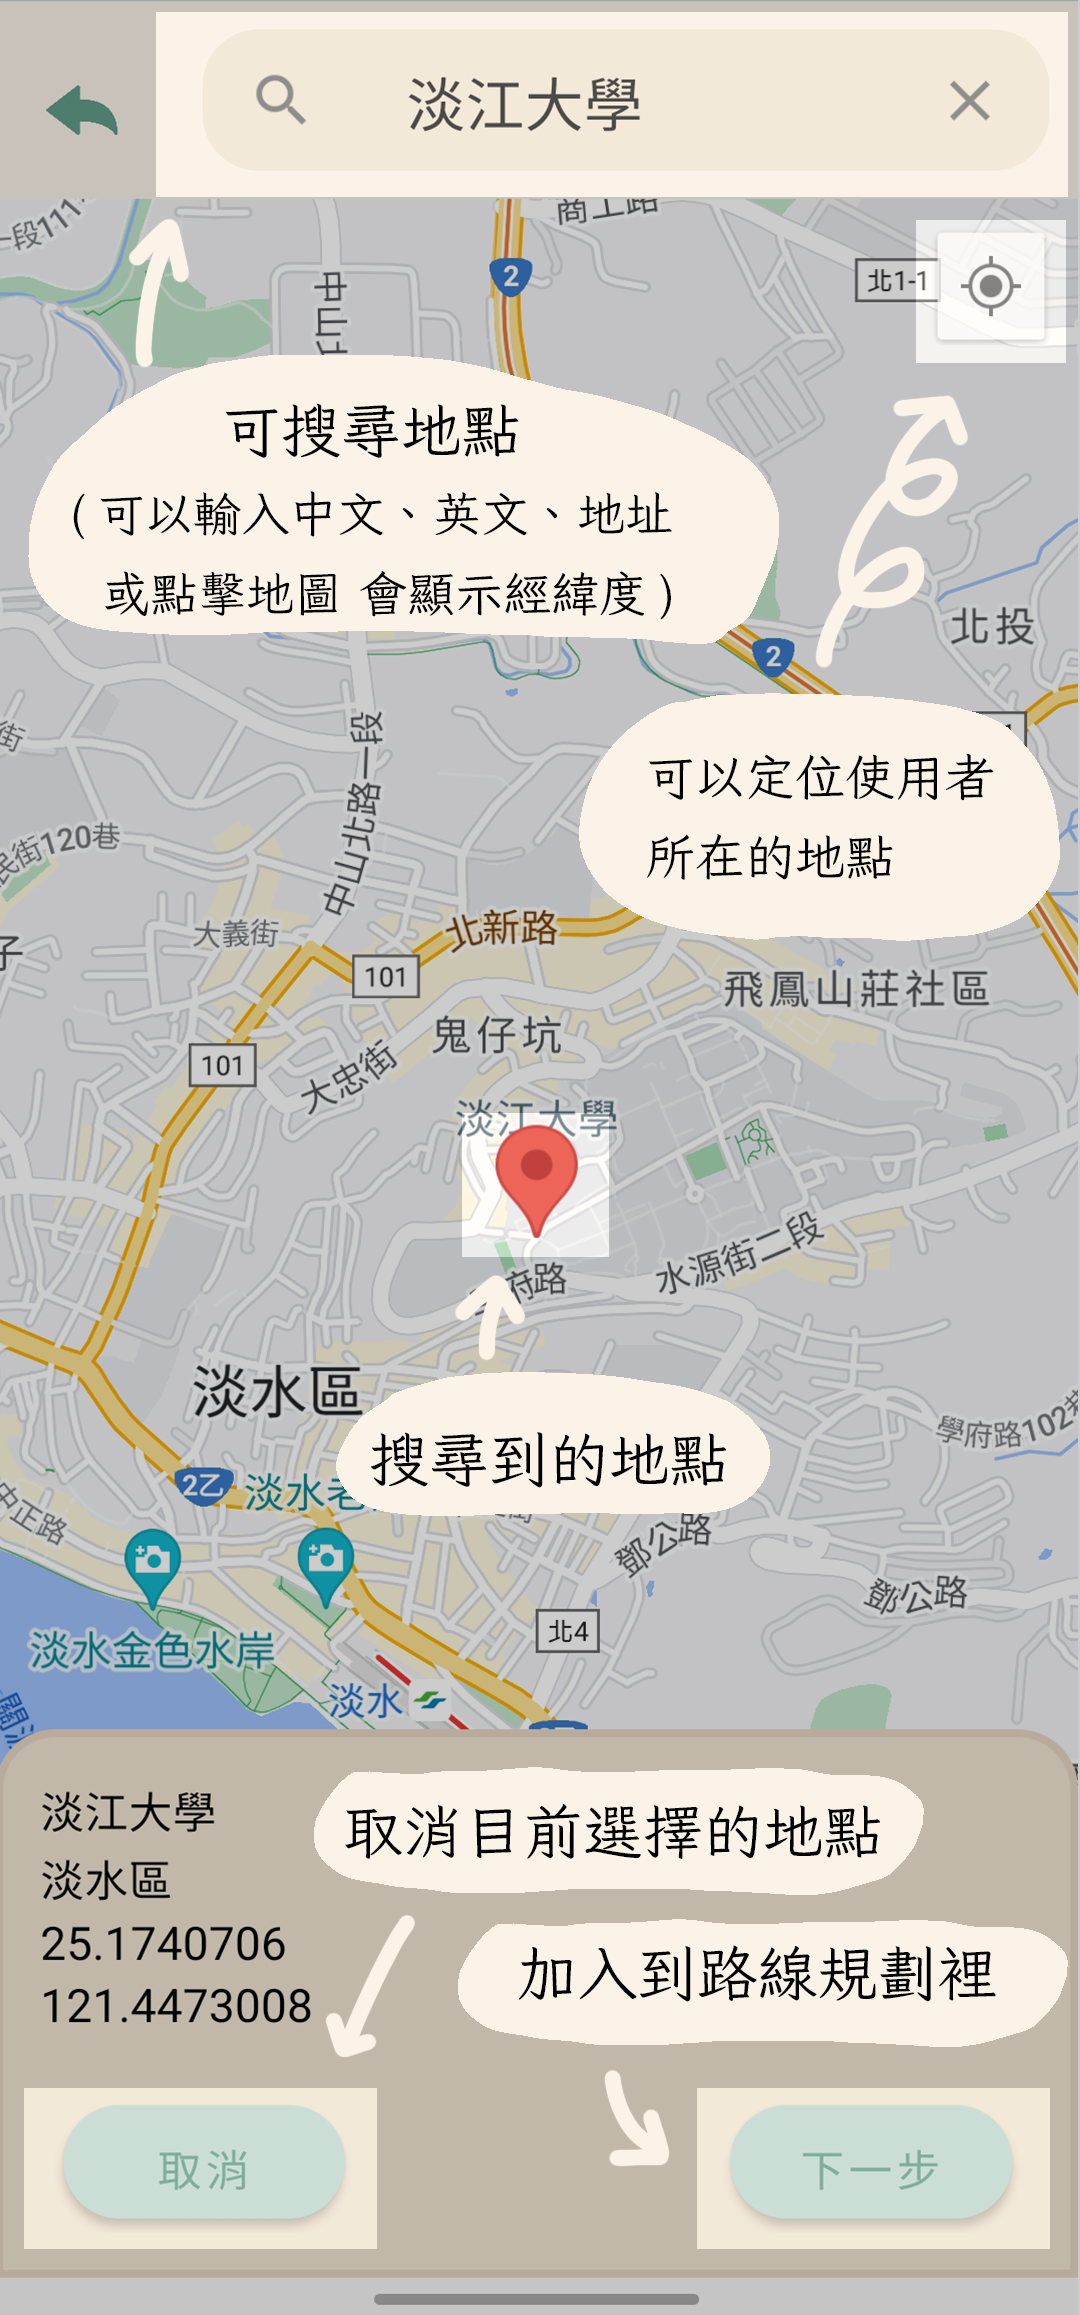 淡江大學
商工路
2
北1-1
可搜尋地點
(可以輸入中文、英文、地址
或點擊地圖 會顯示經緯度)
北投
2
可以定位使用者
所在的地點
中山北路一段
街
民街120巷
大義街
北新路
101
飛鳳山莊社區
鬼仔坑
101
大忠街
淡江大學
水源街二段
府路
淡水區
搜尋到的地點
學府路102巷
2乙
淡水老
中正路
鄧公路
鄧公路
北4
淡水金色水岸
淡水
淡江大學
淡水區
25.1740706
121.4473008
取消目前選擇的地點
加入到路線規劃裡
取消
下一步